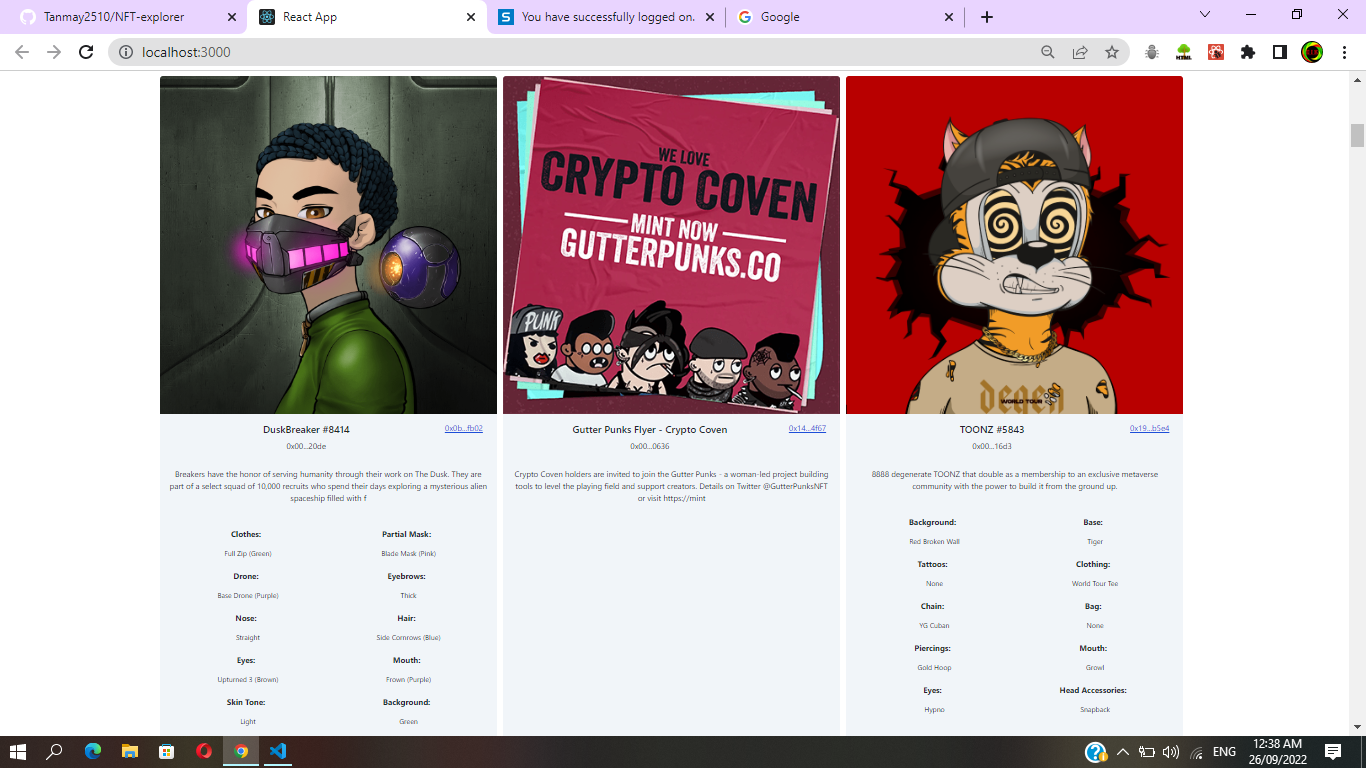 Tanmay2510/NFT-explorer
React App
You have successfully logged on.
Google
localhost:3000
WE LOVE
CRYPTO COVEN
MINT NOW
GUTTERPUNKS.CO
PUNK
degen
WORLD TOUR
DuskBreaker #8414
0x0b...fb02
0x00...20de
Breakers have the honor of serving humanity through their work on The Dusk. They are
part of a select squad of 10,000 recruits who spend their days exploring a mysterious alien
spaceship filled with f
Clothes:
Partial Mask:
Full Zip (Green)
Blade Mask (Pink)
Drone:
Eyebrows:
Base Drone (Purple)
Thick
Nose:
Hair:
Straight
Side Cornrows (Blue)
Eyes:
Mouth:
Upturned 3 (Brown)
Frown (Purple)
Skin Tone:
Background:
Light
Green
Gutter Punks Flyer - Crypto Coven
0x14...4f67
0x00...0636
Crypto Coven holders are invited to join the Gutter Punks - a woman-led project building
tools to level the playing field and support creators. Details on Twitter @GutterPunksNFT
or visit https://mint
TOONZ #5843
0x19...b5e4
0x00...16d3
8888 degenerate TOONZ that double as a membership to an exclusive metaverse
community with the power to build it from the ground up.
Background:
Base:
Red Broken Wall
Tiger
Tattoos:
Clothing:
None
World Tour Tee
Chain:
Bag:
YG Cuban
None
Piercings:
Mouth:
Gold Hoop
Growl
Eyes:
Head Accessories:
Hypno
Snapback
ENG
12:38 AM
26/09/2022